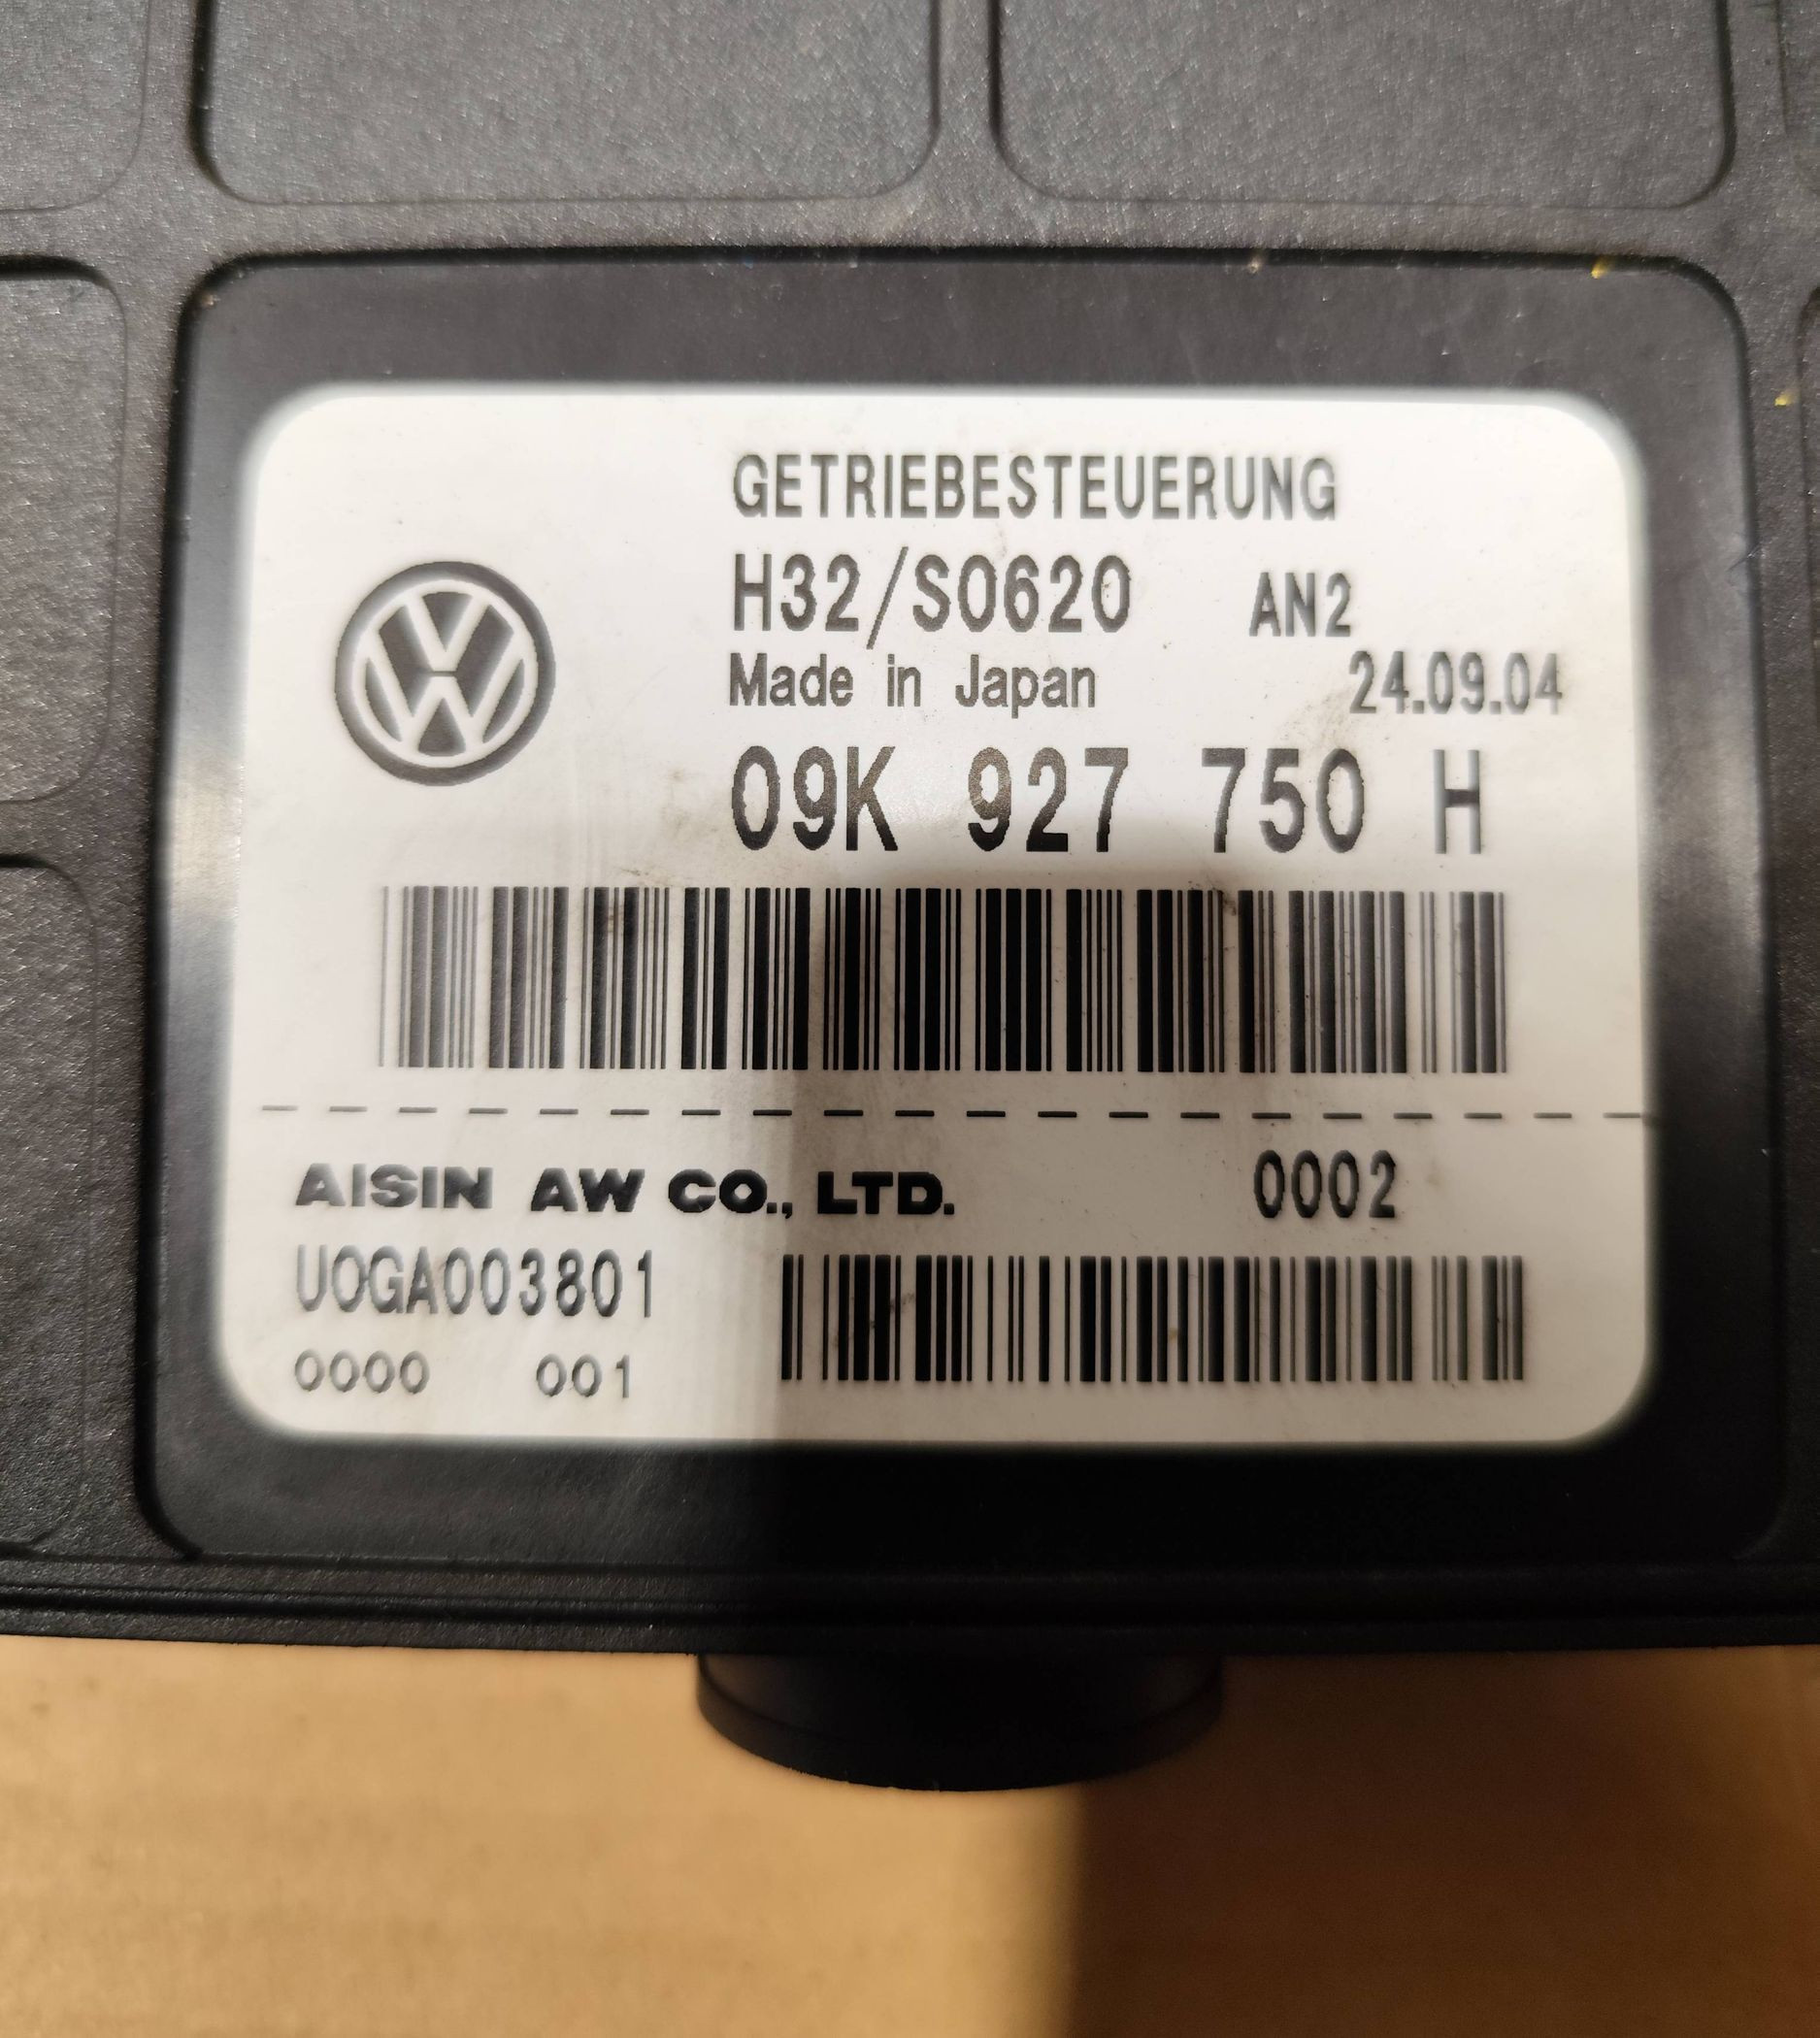 GETRIEBESTEUERUNG
H32/S0620 AN2
Made in Japan 24.09.04
09K 927 750 H
AISIN AW CO., LTD. 0002
U0GA003801
0000 001